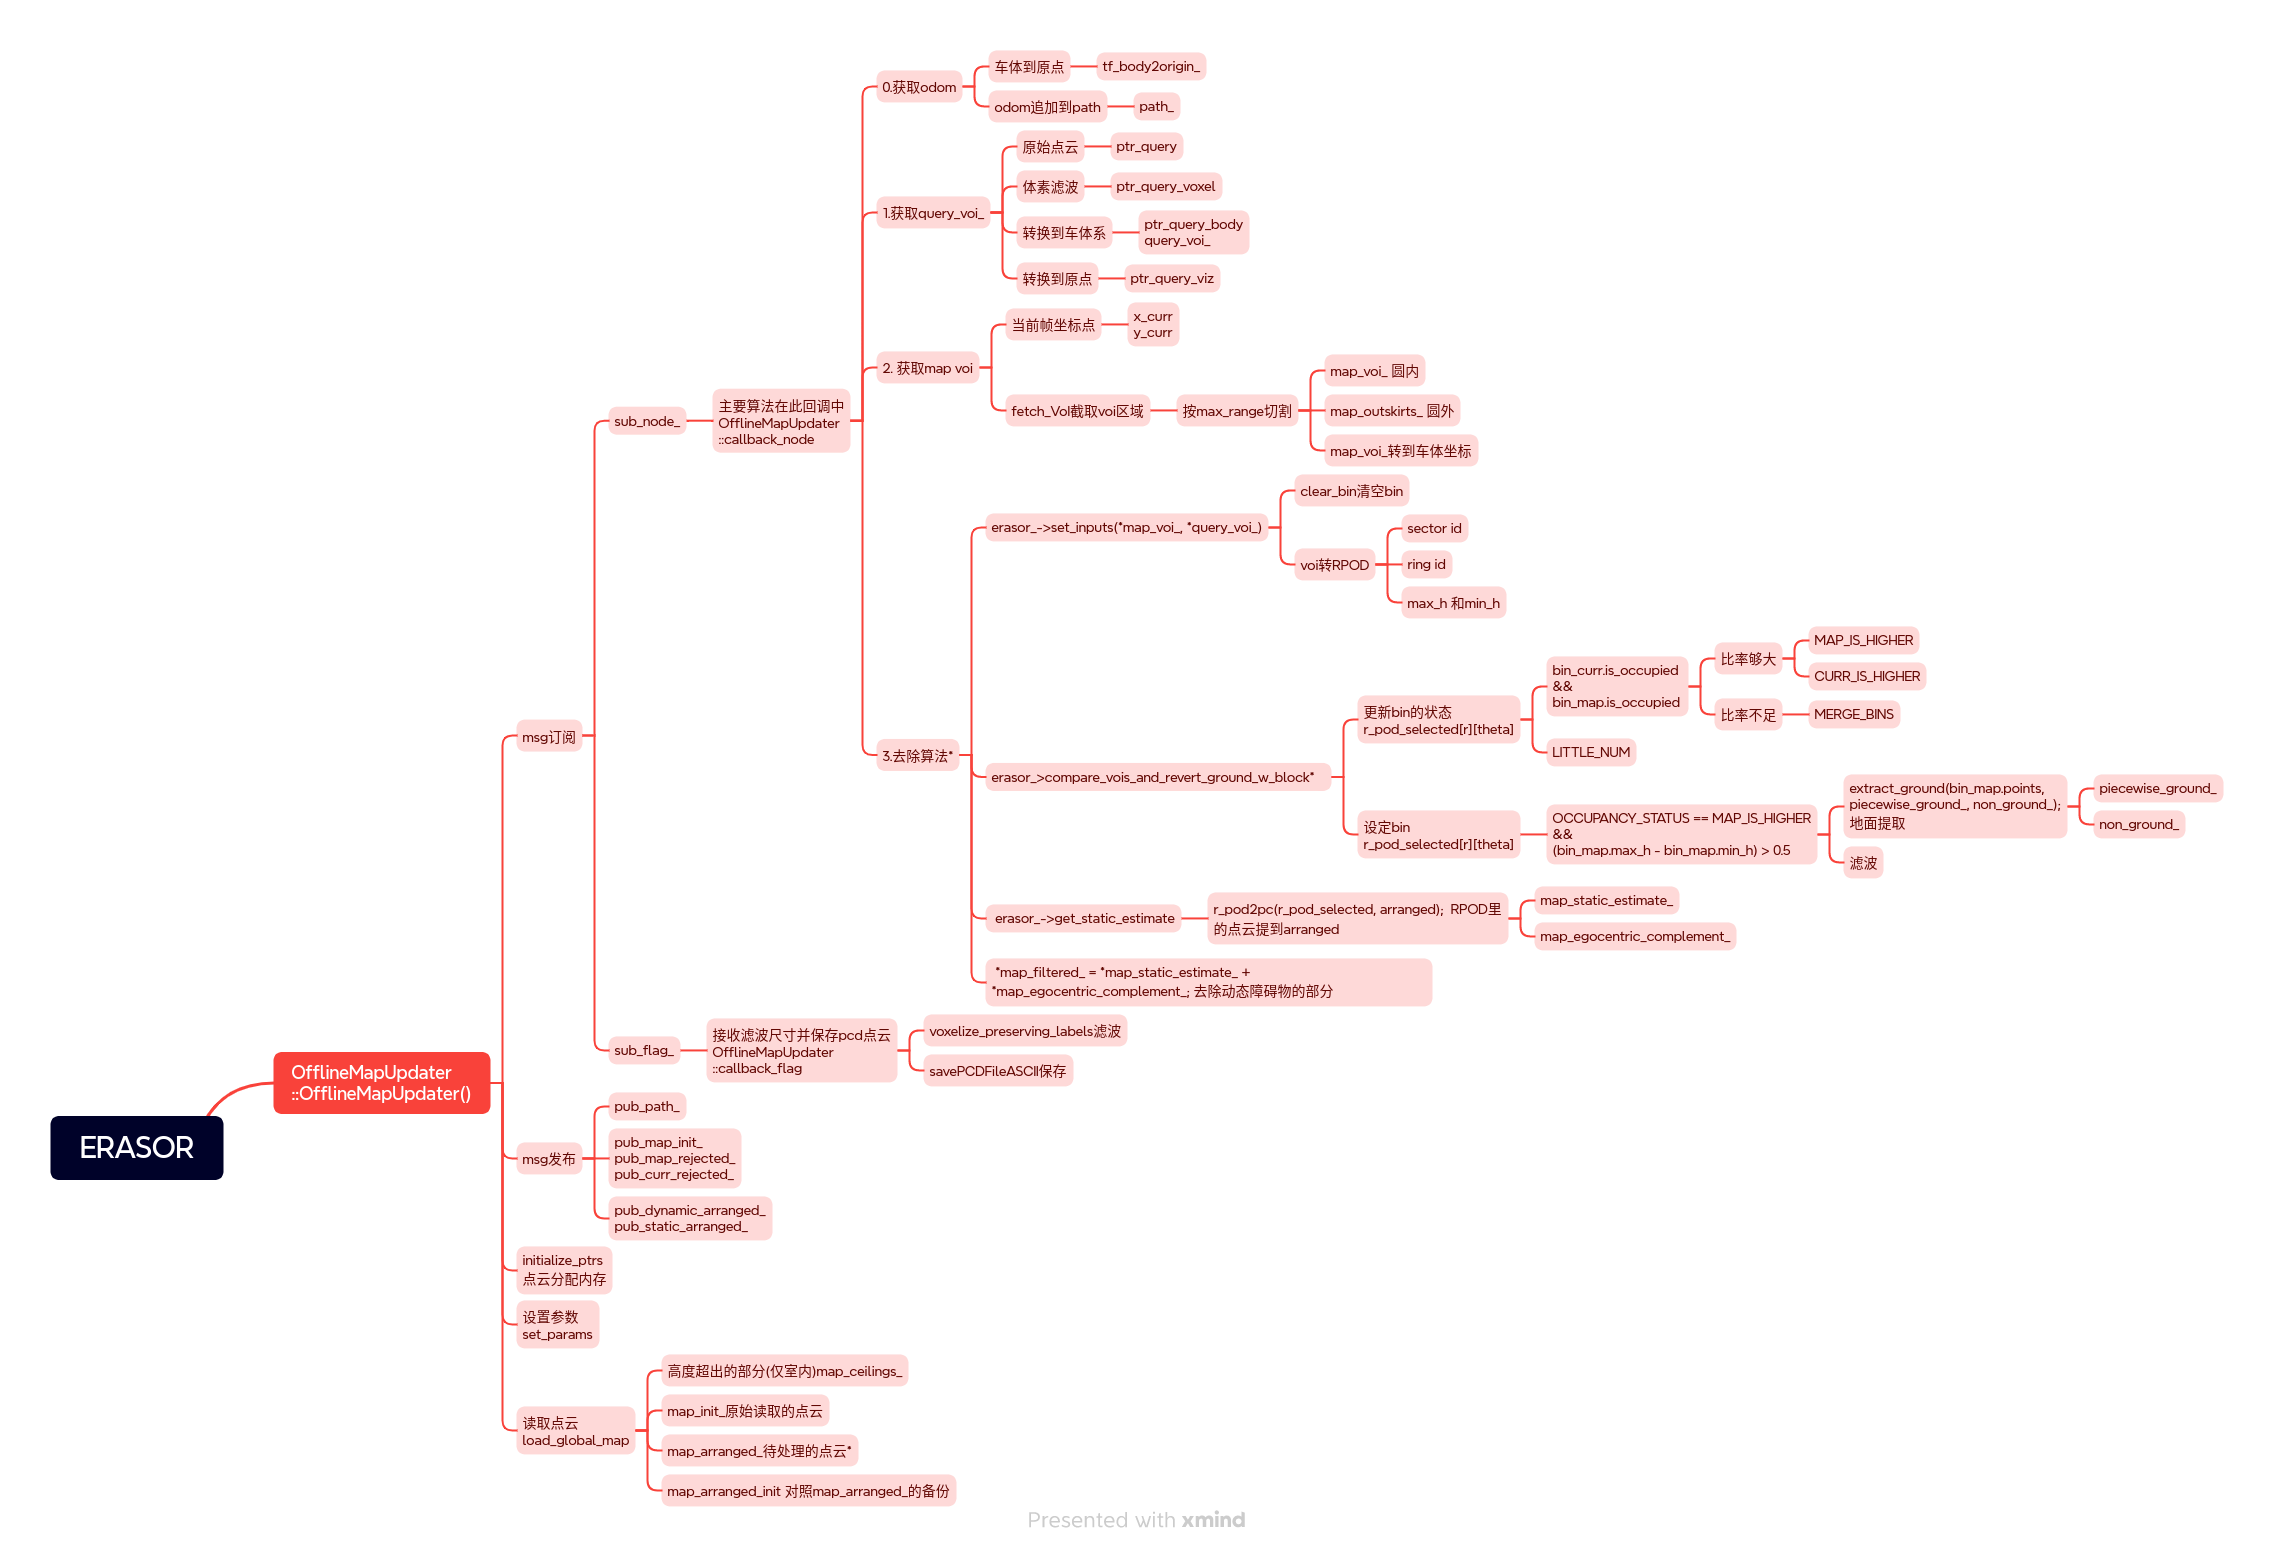 ERASOR
OfflineMapUpdater
::OfflineMapUpdater()
msg订阅
sub_node_
主要算法在此回调中
OfflineMapUpdater
::callback_node
0.获取odom
车体到原点
tf_body2origin_
odom追加到path
path_
1.获取query_voi_
原始点云
ptr_query
体素滤波
ptr_query_voxel
转换到车体系
ptr_query_body
query_voi_
转换到原点
ptr_query_viz
2. 获取map voi
当前帧坐标点
x_curr
y_curr
fetch_VoI截取voi区域
按max_range切割
map_voi_ 圆内
map_outskirts_ 圆外
map_voi_转到车体坐标
3.去除算法*
erasor_->set_inputs(*map_voi_, *query_voi_)
clear_bin清空bin
voi转RPOD
sector id
ring id
max_h 和min_h
erasor_>compare_vois_and_revert_ground_w_block*
更新bin的状态
r_pod_selected[r][theta]
bin_curr.is_occupied
&&
bin_map.is_occupied
比率够大
MAP_IS_HIGHER
CURR_IS_HIGHER
比率不足
MERGE_BINS
LITTLE_NUM
设定bin
r_pod_selected[r][theta]
OCCUPANCY_STATUS == MAP_IS_HIGHER
&&
(bin_map.max_h - bin_map.min_h) > 0.5
extract_ground(bin_map.points,
piecewise_ground_, non_ground_);
地面提取
piecewise_ground_
non_ground_
滤波
erasor_->get_static_estimate
r_pod2pc(r_pod_selected, arranged);  RPOD里
的点云提到arranged
map_static_estimate_
map_egocentric_complement_
*map_filtered_ = *map_static_estimate_ +
*map_egocentric_complement_; 去除动态障碍物的部分
sub_flag_
接收滤波尺寸并保存pcd点云
OfflineMapUpdater
::callback_flag
voxelize_preserving_labels滤波
savePCDFileASCII保存
msg发布
pub_path_
pub_map_init_
pub_map_rejected_
pub_curr_rejected_
pub_dynamic_arranged_
pub_static_arranged_
initialize_ptrs
点云分配内存
设置参数
set_params
读取点云
load_global_map
高度超出的部分(仅室内)map_ceilings_
map_init_原始读取的点云
map_arranged_待处理的点云*
map_arranged_init 对照map_arranged_的备份
Presented with xmind